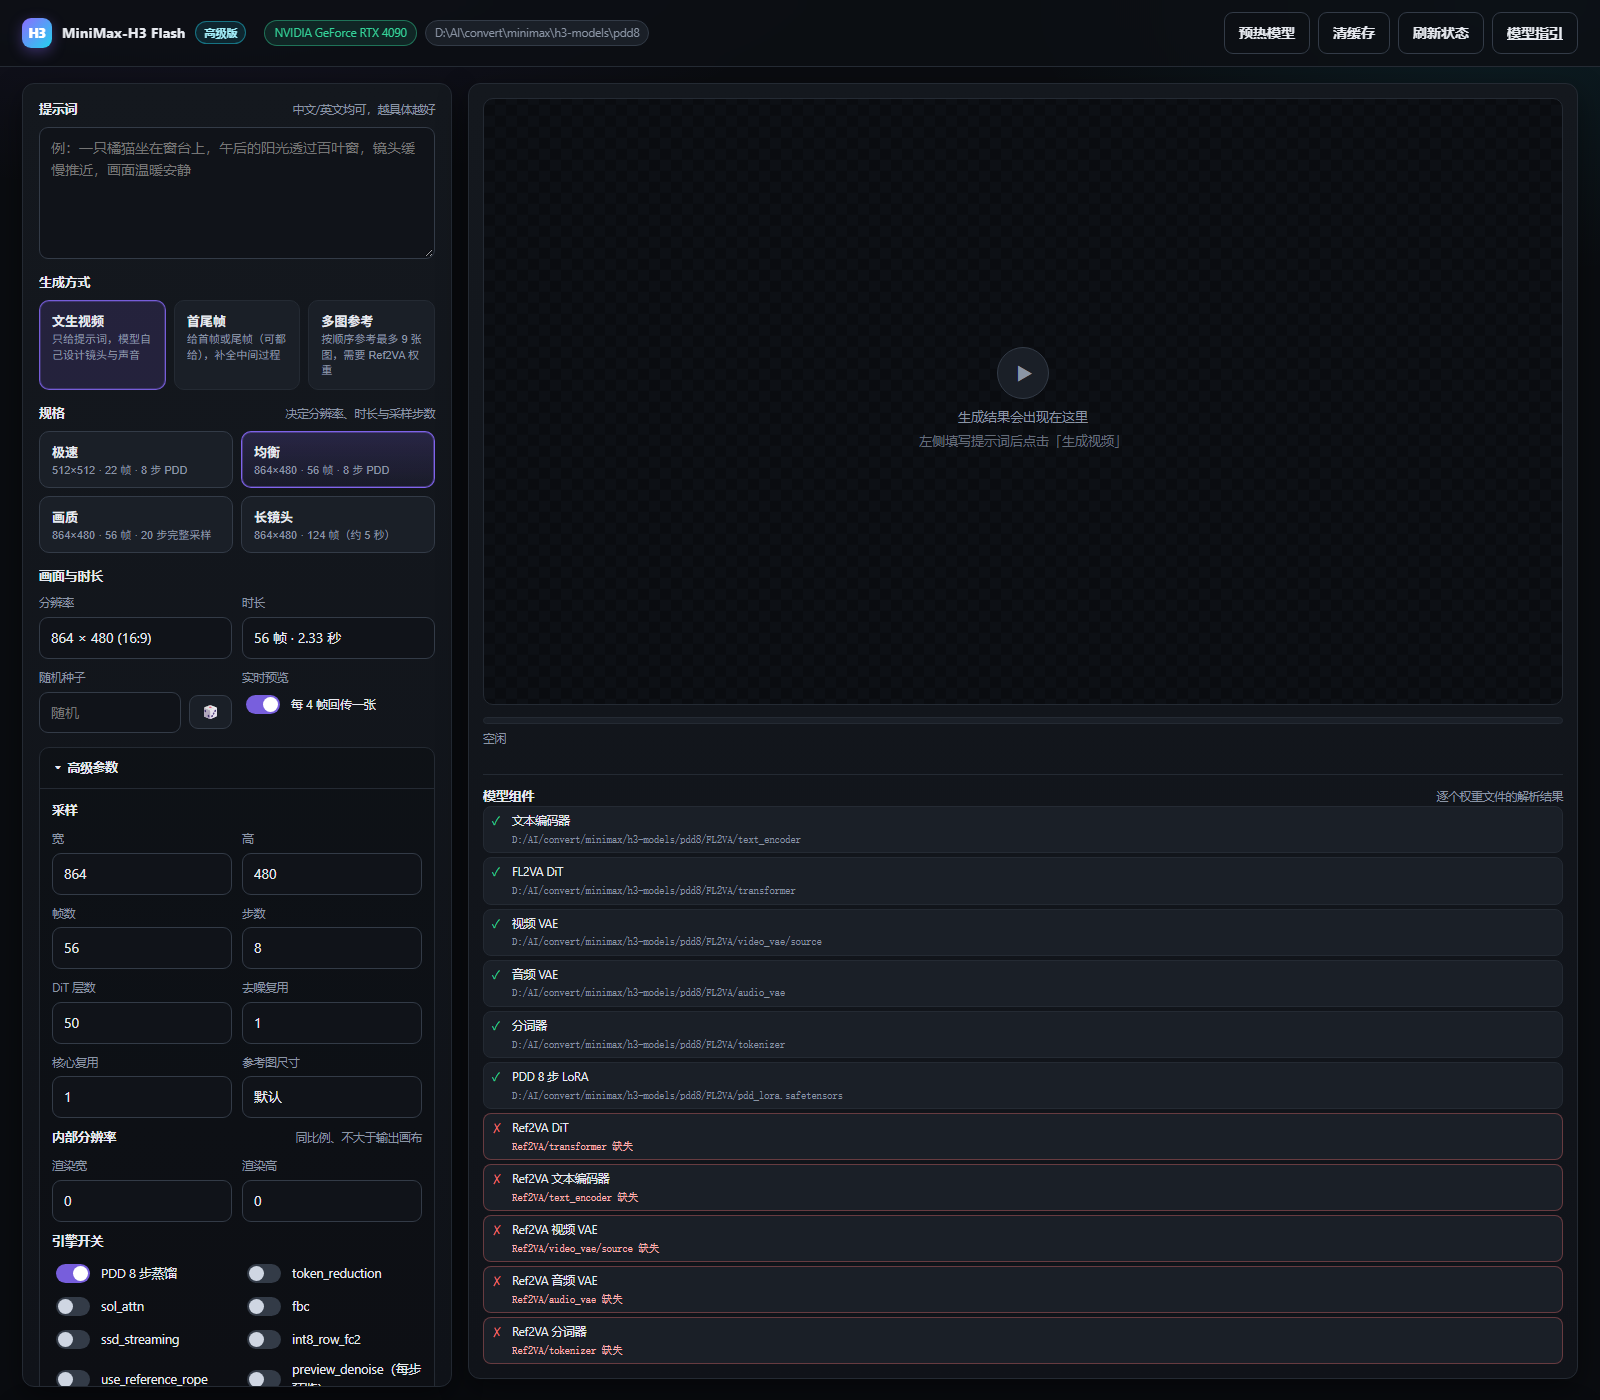 H3 MiniMax-H3 Flash 高级版 NVIDIA GeForce RTX 4090 D:\AI\convert\minimax\h3-models\pdd8 预热模型 清缓存 刷新状态 模型指引
提示词 中文/英文均可，越具体越好
例：一只橘猫坐在窗台上，午后的阳光透过百叶窗，镜头缓
慢推近，画面温暖安静
生成方式
文生视频
只给提示词，模型自
己设计镜头与声音
首尾帧
给首帧或尾帧（可都
给），补全中间过程
多图参考
按顺序参考最多 9 张
图，需要 Ref2VA 权
重
规格 决定分辨率、时长与采样步数
极速
512×512 · 22 帧 · 8 步 PDD
均衡
864×480 · 56 帧 · 8 步 PDD
画质
864×480 · 56 帧 · 20 步完整采样
长镜头
864×480 · 124 帧（约 5 秒）
画面与时长
分辨率 时长
864 × 480 (16:9) 56 帧 · 2.33 秒
随机种子 实时预览
随机 每 4 帧回传一张
高级参数
采样
宽 高
864 480
帧数 步数
56 8
DiT 层数 去噪复用
50 1
核心复用 参考图尺寸
1 默认
内部分辨率 同比例、不大于输出画布
渲染宽 渲染高
0 0
引擎开关
PDD 8 步蒸馏 token_reduction
sol_attn fbc
ssd_streaming int8_row_fc2
use_reference_rope preview_denoise（每步
生成结果会出现在这里
左侧填写提示词后点击「生成视频」
空闲
模型组件 逐个权重文件的解析结果
✓ 文本编码器
D:/AI/convert/minimax/h3-models/pdd8/FL2VA/text_encoder
✓ FL2VA DiT
D:/AI/convert/minimax/h3-models/pdd8/FL2VA/transformer
✓ 视频 VAE
D:/AI/convert/minimax/h3-models/pdd8/FL2VA/video_vae/source
✓ 音频 VAE
D:/AI/convert/minimax/h3-models/pdd8/FL2VA/audio_vae
✓ 分词器
D:/AI/convert/minimax/h3-models/pdd8/FL2VA/tokenizer
✓ PDD 8 步 LoRA
D:/AI/convert/minimax/h3-models/pdd8/FL2VA/pdd_lora.safetensors
✗ Ref2VA DiT
Ref2VA/transformer 缺失
✗ Ref2VA 文本编码器
Ref2VA/text_encoder 缺失
✗ Ref2VA 视频 VAE
Ref2VA/video_vae/source 缺失
✗ Ref2VA 音频 VAE
Ref2VA/audio_vae 缺失
✗ Ref2VA 分词器
Ref2VA/tokenizer 缺失